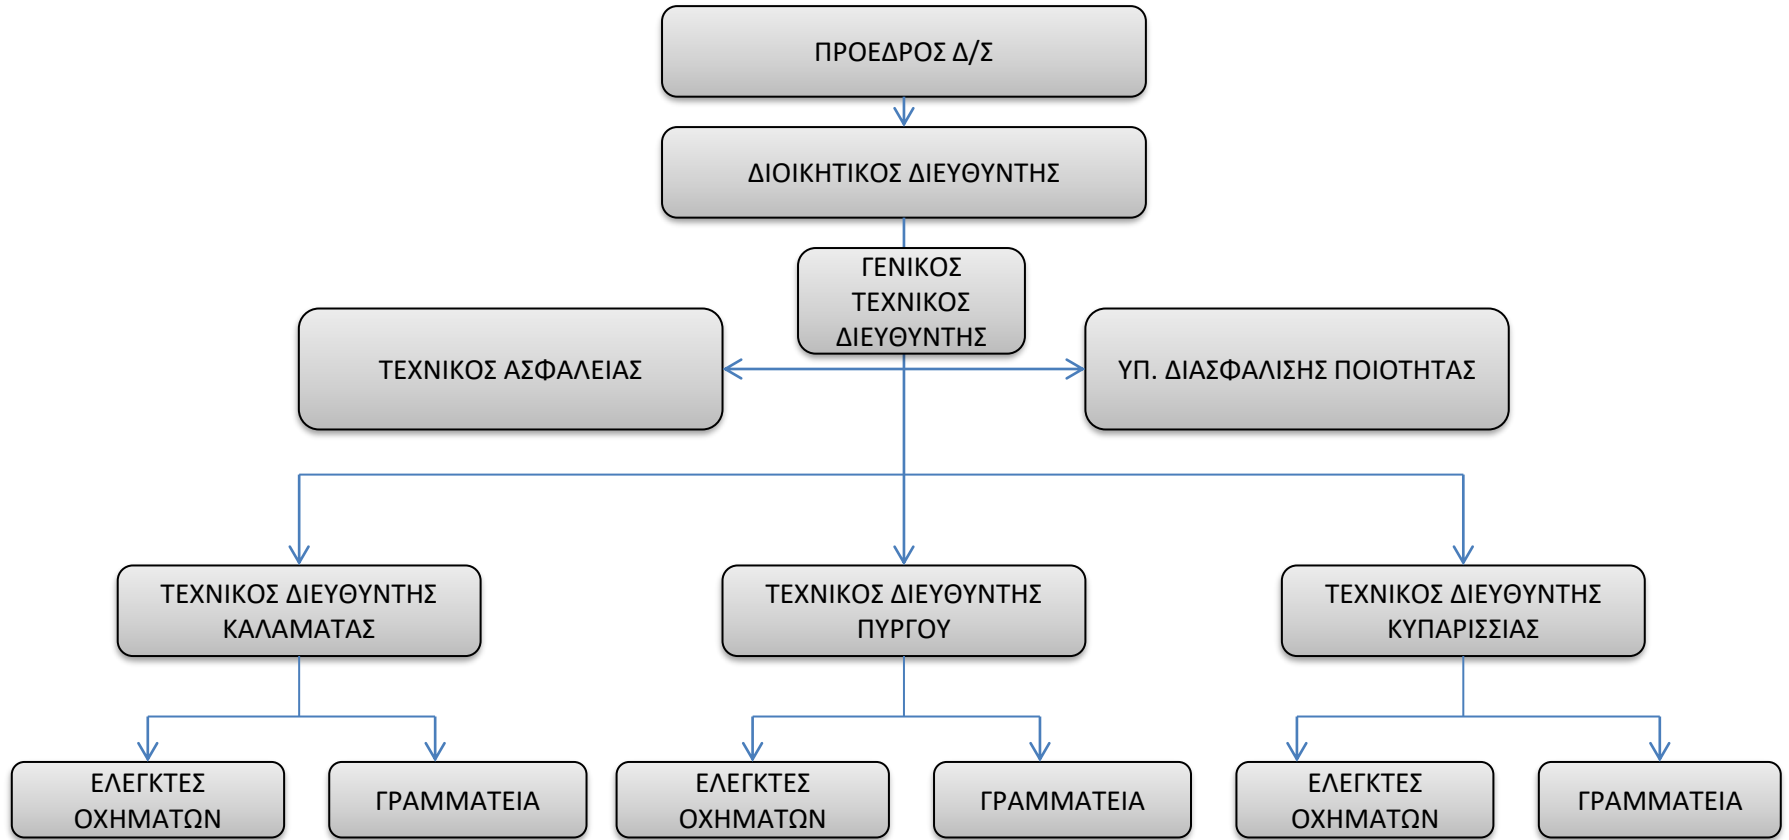 ΠΡΟΕΔΡΟΣ Δ/Σ
ΔΙΟΙΚΗΤΙΚΟΣ ΔΙΕΥΘΥΝΤΗΣ
ΓΕΝΙΚΟΣ
ΤΕΧΝΙΚΟΣ
ΔΙΕΥΘΥΝΤΗΣ
ΤΕΧΝΙΚΟΣ ΑΣΦΑΛΕΙΑΣ
ΥΠ. ΔΙΑΣΦΑΛΙΣΗΣ ΠΟΙΟΤΗΤΑΣ
ΤΕΧΝΙΚΟΣ ΔΙΕΥΘΥΝΤΗΣ
ΚΑΛΑΜΑΤΑΣ
ΤΕΧΝΙΚΟΣ ΔΙΕΥΘΥΝΤΗΣ
ΠΥΡΓΟΥ
ΤΕΧΝΙΚΟΣ ΔΙΕΥΘΥΝΤΗΣ
ΚΥΠΑΡΙΣΣΙΑΣ
ΕΛΕΓΚΤΕΣ
ΟΧΗΜΑΤΩΝ
ΓΡΑΜΜΑΤΕΙΑ
ΕΛΕΓΚΤΕΣ
ΟΧΗΜΑΤΩΝ
ΓΡΑΜΜΑΤΕΙΑ
ΕΛΕΓΚΤΕΣ
ΟΧΗΜΑΤΩΝ
ΓΡΑΜΜΑΤΕΙΑ